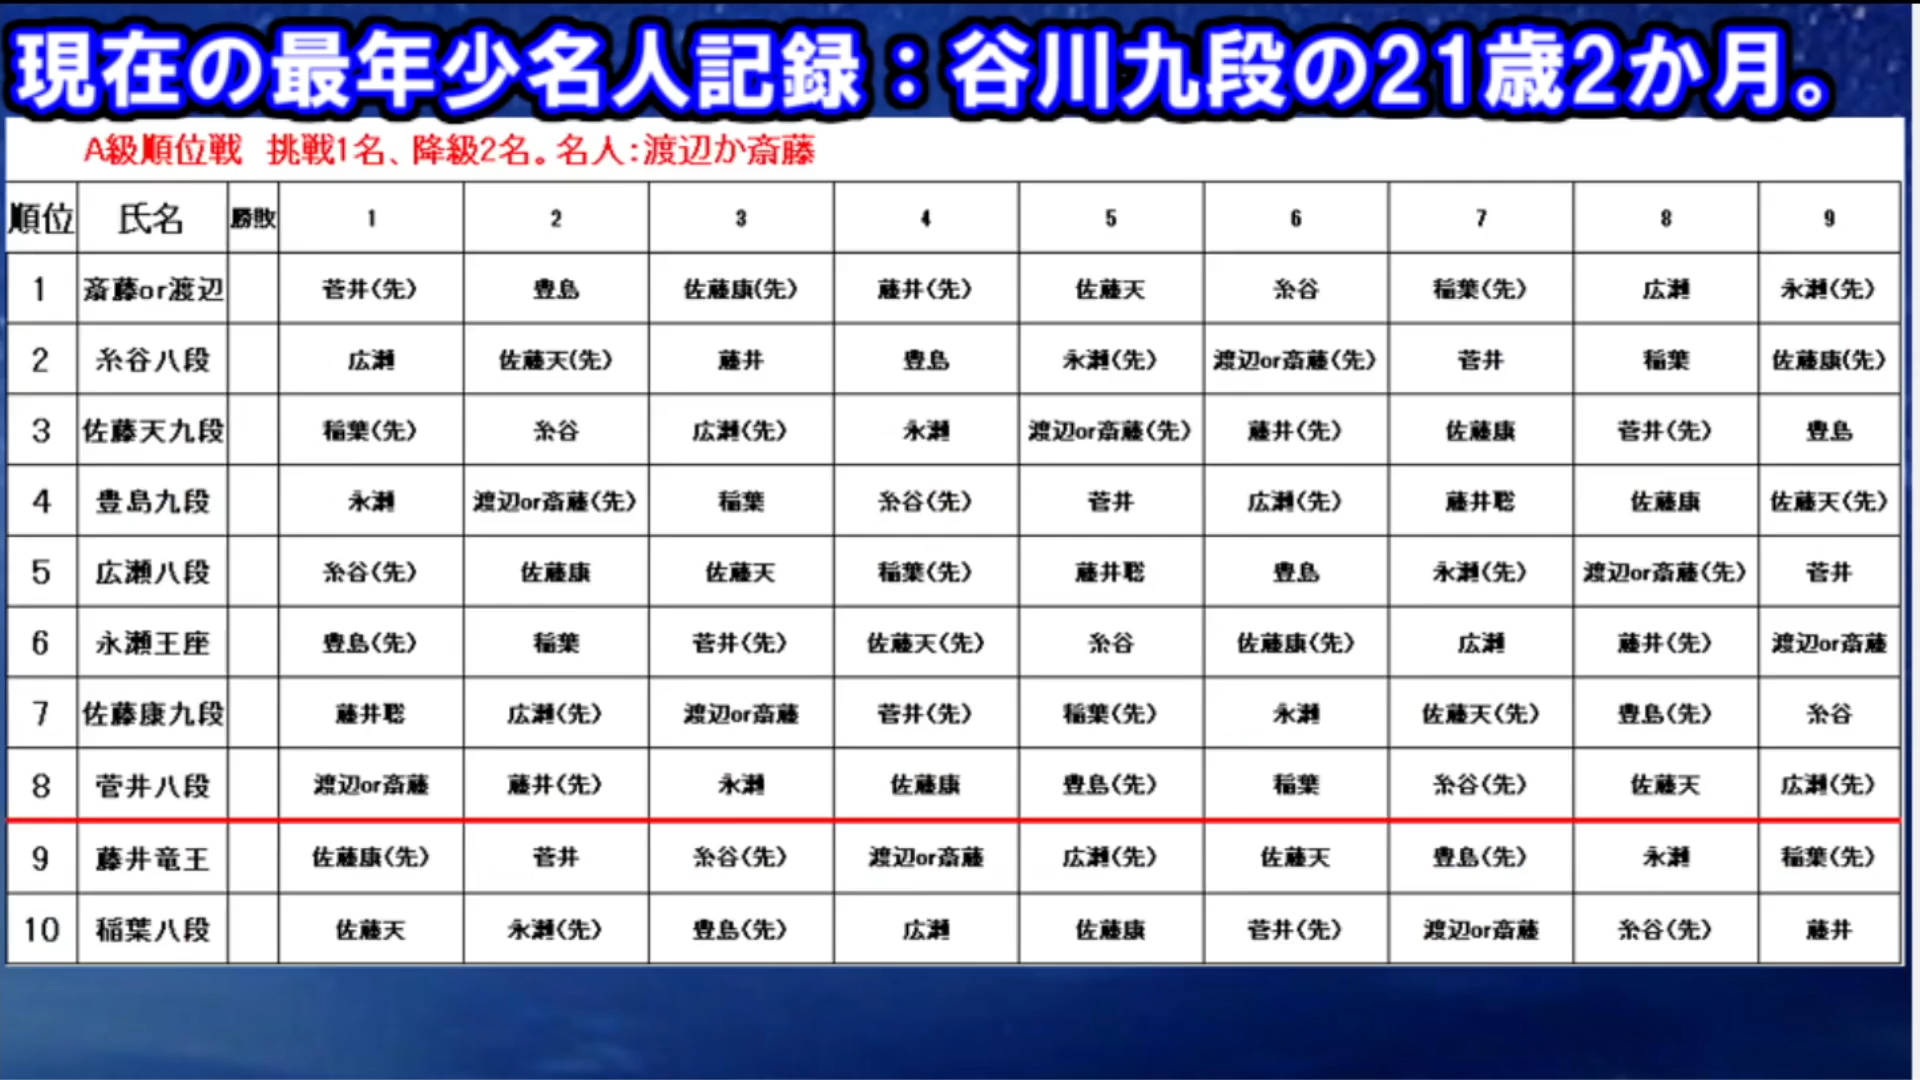 現在の最年少名人記録：谷川九段の21歳2か月。
A級順位戦 挑戦1名、降級2名。名人：渡辺か斎藤
順位 氏名 勝敗 1 2 3 4 5 6 7 8 9
1 斎藤or渡辺 菅井(先) 豊島 佐藤康(先) 藤井(先) 佐藤天 糸谷 稲葉(先) 広瀬 永瀬(先)
2 糸谷八段 広瀬 佐藤天(先) 藤井 豊島 永瀬(先) 渡辺or斎藤(先) 菅井 稲葉 佐藤康(先)
3 佐藤天九段 稲葉(先) 糸谷 広瀬(先) 永瀬 渡辺or斎藤(先) 藤井(先) 佐藤康 菅井(先) 豊島
4 豊島九段 永瀬 渡辺or斎藤(先) 稲葉 糸谷(先) 菅井 広瀬(先) 藤井聡 佐藤康 佐藤天(先)
5 広瀬八段 糸谷(先) 佐藤康 佐藤天 稲葉(先) 藤井聡 豊島 永瀬(先) 渡辺or斎藤(先) 菅井
6 永瀬王座 豊島(先) 稲葉 菅井(先) 佐藤天(先) 糸谷 佐藤康(先) 広瀬 藤井(先) 渡辺or斎藤
7 佐藤康九段 藤井聡 広瀬(先) 渡辺or斎藤 菅井(先) 稲葉(先) 永瀬 佐藤天(先) 豊島(先) 糸谷
8 菅井八段 渡辺or斎藤 藤井(先) 永瀬 佐藤康 豊島(先) 稲葉 糸谷(先) 佐藤天 広瀬(先)
9 藤井竜王 佐藤康(先) 菅井 糸谷(先) 渡辺or斎藤 広瀬(先) 佐藤天 豊島(先) 永瀬 稲葉(先)
10 稲葉八段 佐藤天 永瀬(先) 豊島(先) 広瀬 佐藤康 菅井(先) 渡辺or斎藤 糸谷(先) 藤井